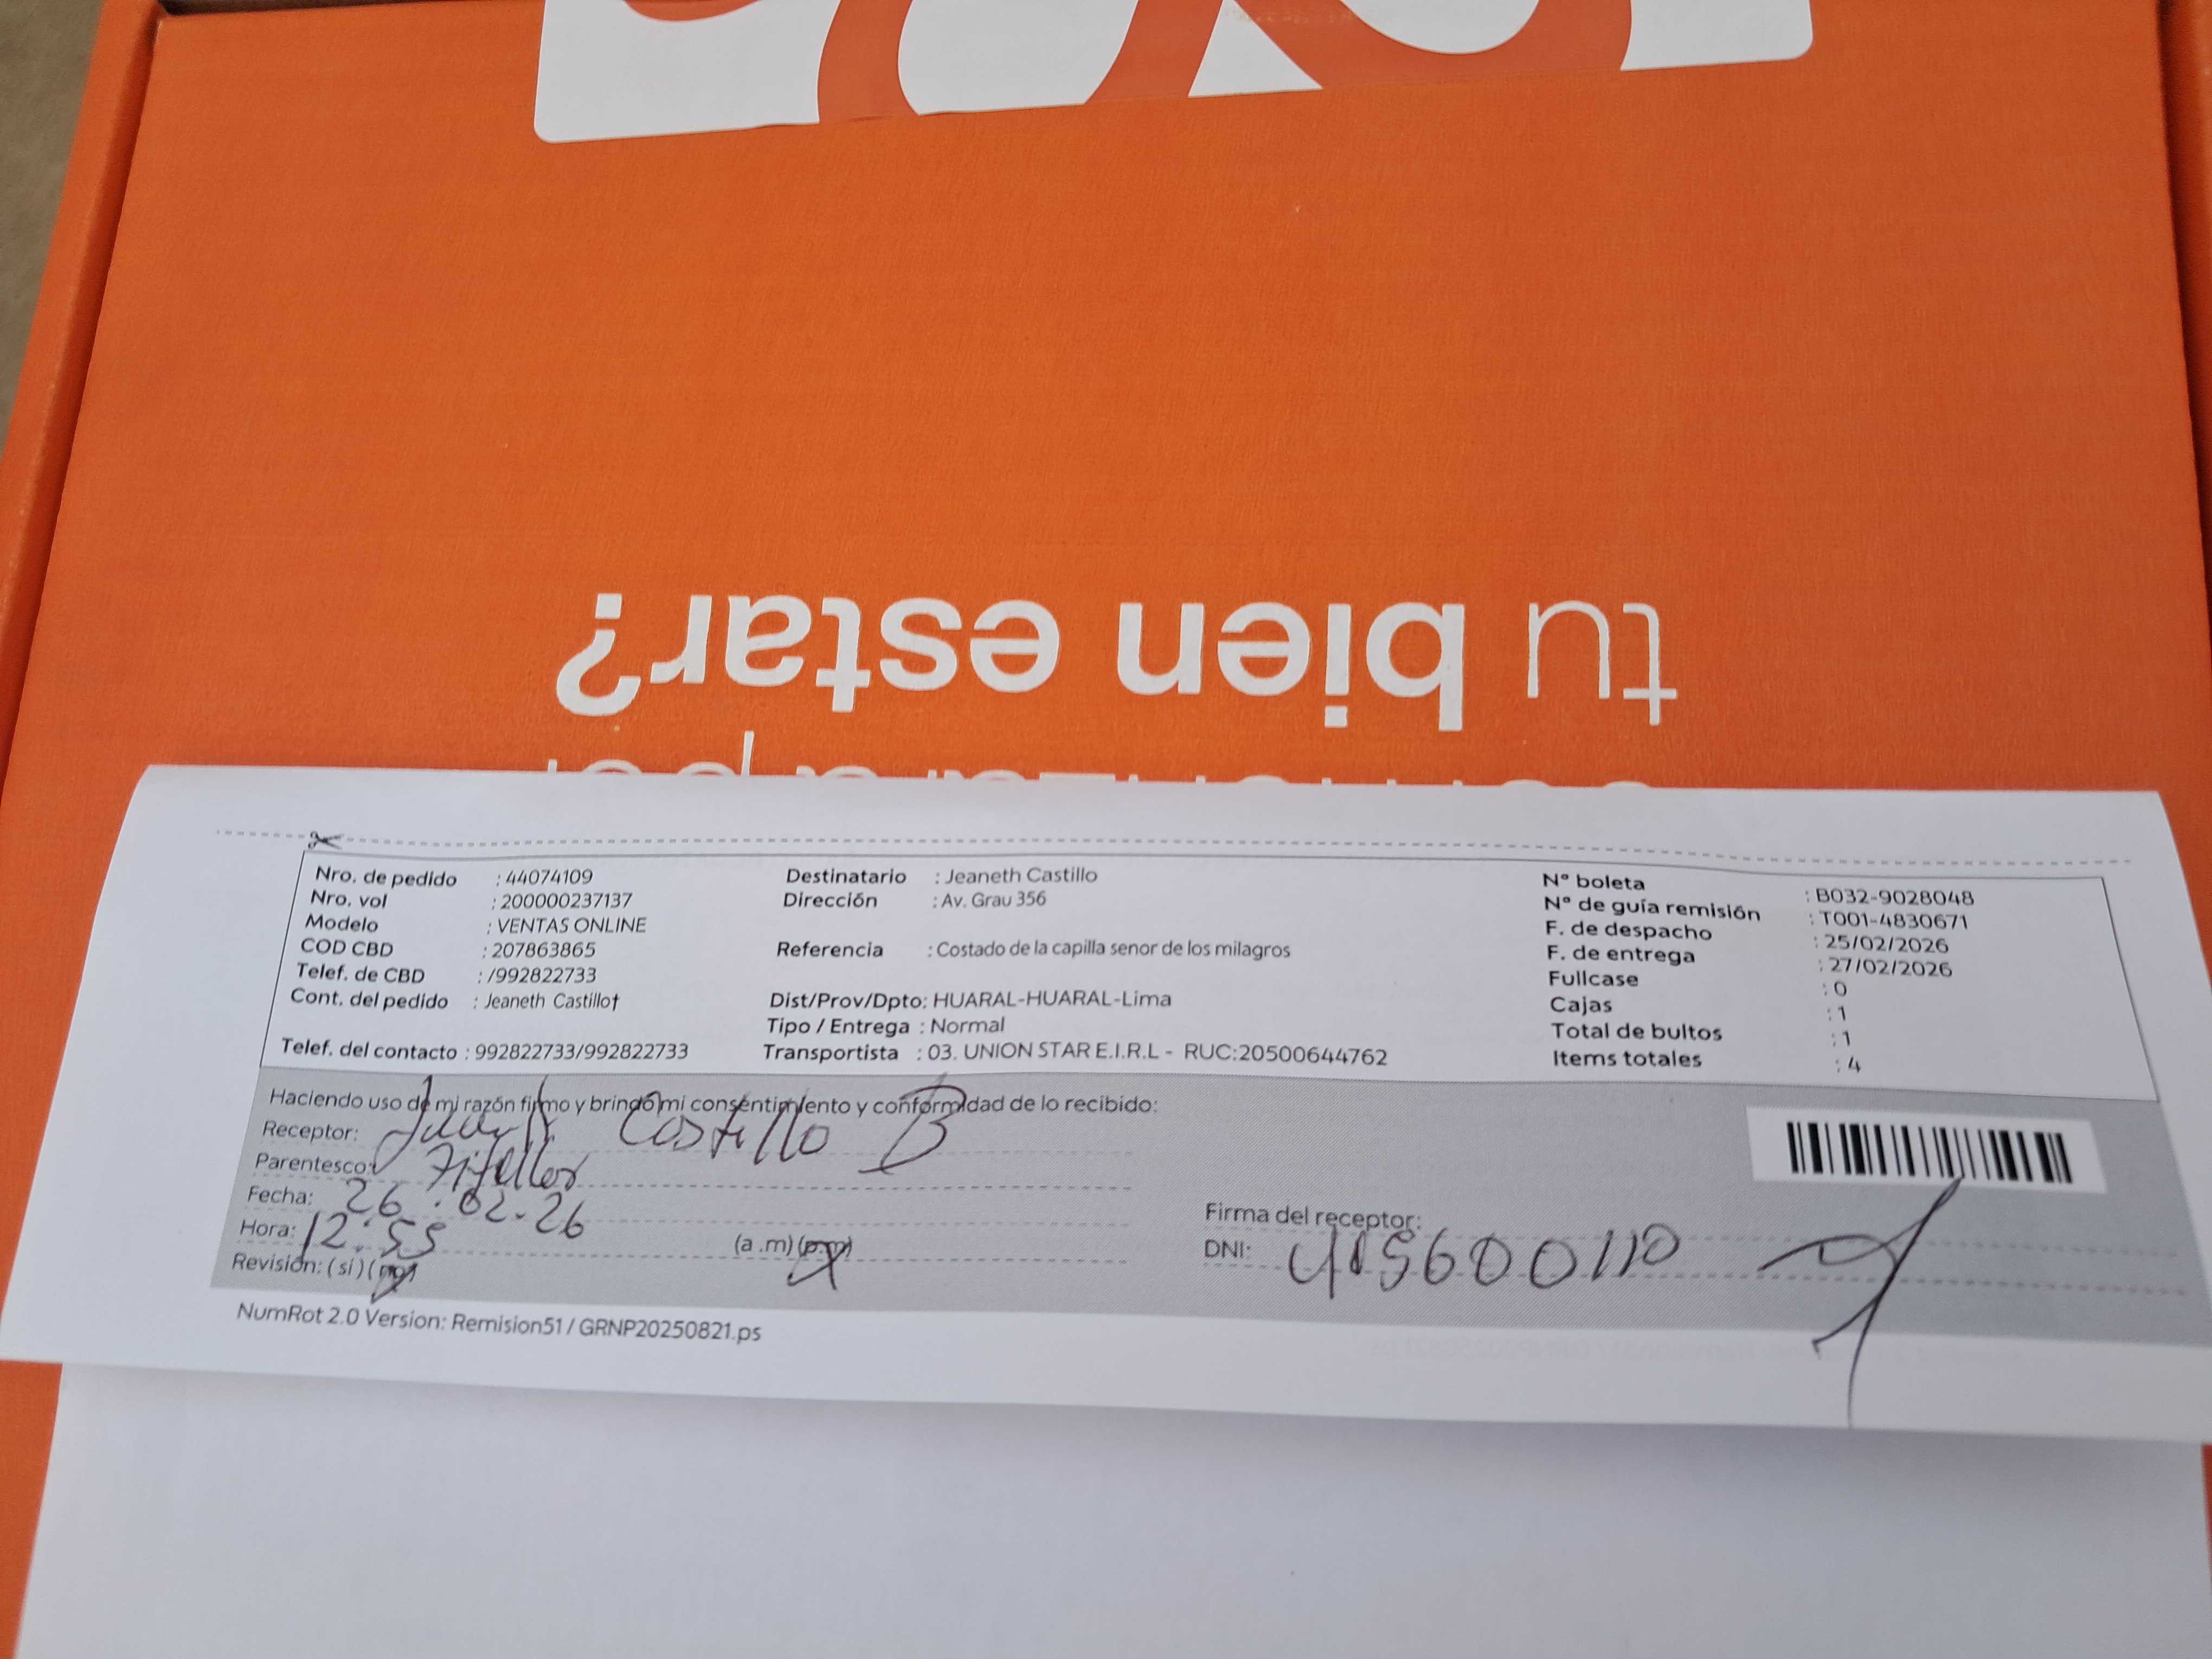 tu bien estar?
Nro. de pedido : 44074109
Nro. vol : 200000237137
Modelo : VENTAS ONLINE
COD CBD : 207863865
Telef. de CBD : /992822733
Cont. del pedido : Jeaneth Castillo†
Telef. del contacto : 992822733/992822733
Destinatario : Jeaneth Castillo
Dirección : Av. Grau 356
Referencia : Costado de la capilla senor de los milagros
Dist/Prov/Dpto: HUARAL-HUARAL-Lima
Tipo / Entrega : Normal
Transportista : 03. UNION STAR E.I.R.L - RUC:20500644762
N° boleta : B032-9028048
N° de guía remisión : T001-4830671
F. de despacho : 25/02/2026
F. de entrega : 27/02/2026
Fullcase : 0
Cajas : 1
Total de bultos : 1
Items totales : 4
Haciendo uso de mi razón firmo y brindo mi consentimiento y conformidad de lo recibido:
Receptor: Castillo B
Parentesco:
Fecha: 26.02.26
Hora: 12:55 (a .m) (p.m)
Revisión: (si) (no)
Firma del receptor:
DNI:
NumRot 2.0 Version: Remision51 / GRNP20250821.ps